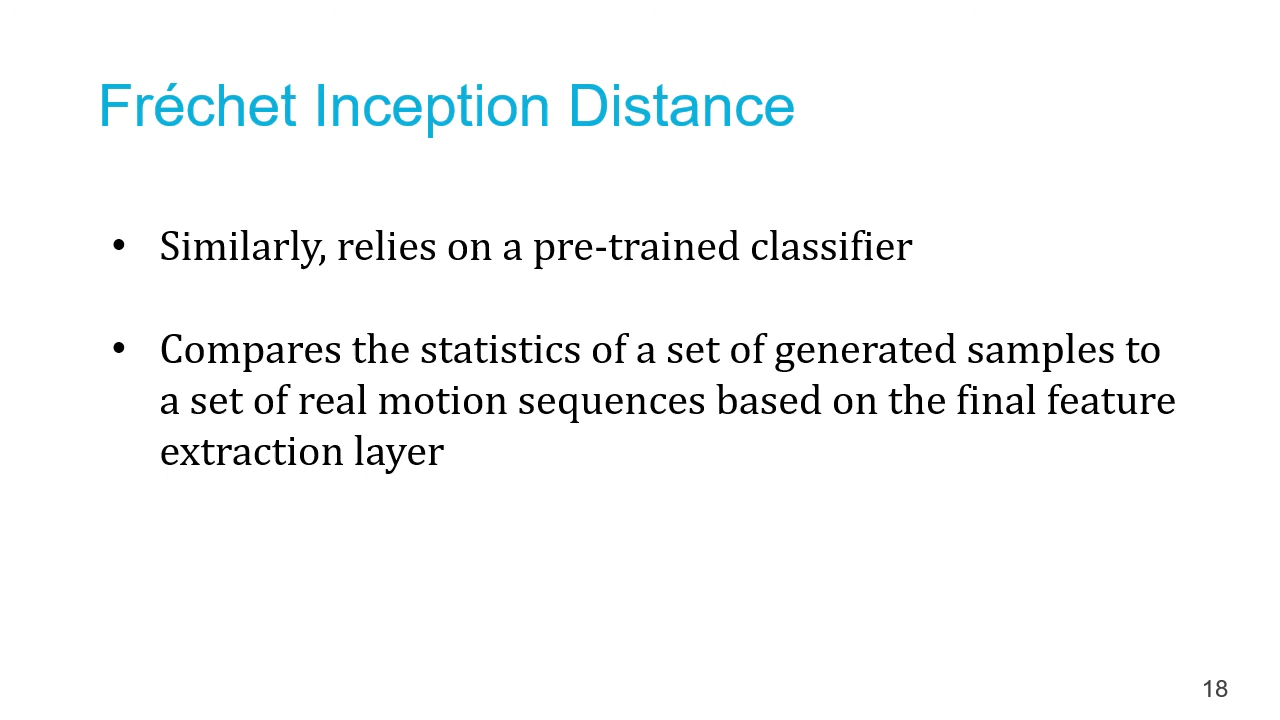 Fréchet Inception Distance
• Similarly, relies on a pre-trained classifier
• Compares the statistics of a set of generated samples to
a set of real motion sequences based on the final feature
extraction layer
18